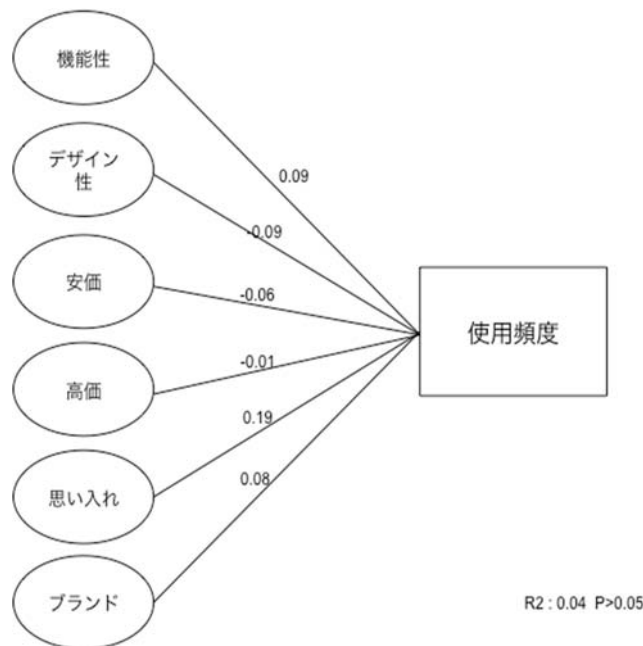 機能性
デザイン
性
安価
高価
思い入れ
ブランド
0.09
-0.09
-0.06
-0.01
0.19
0.08
使用頻度
R2 : 0.04 P>0.05